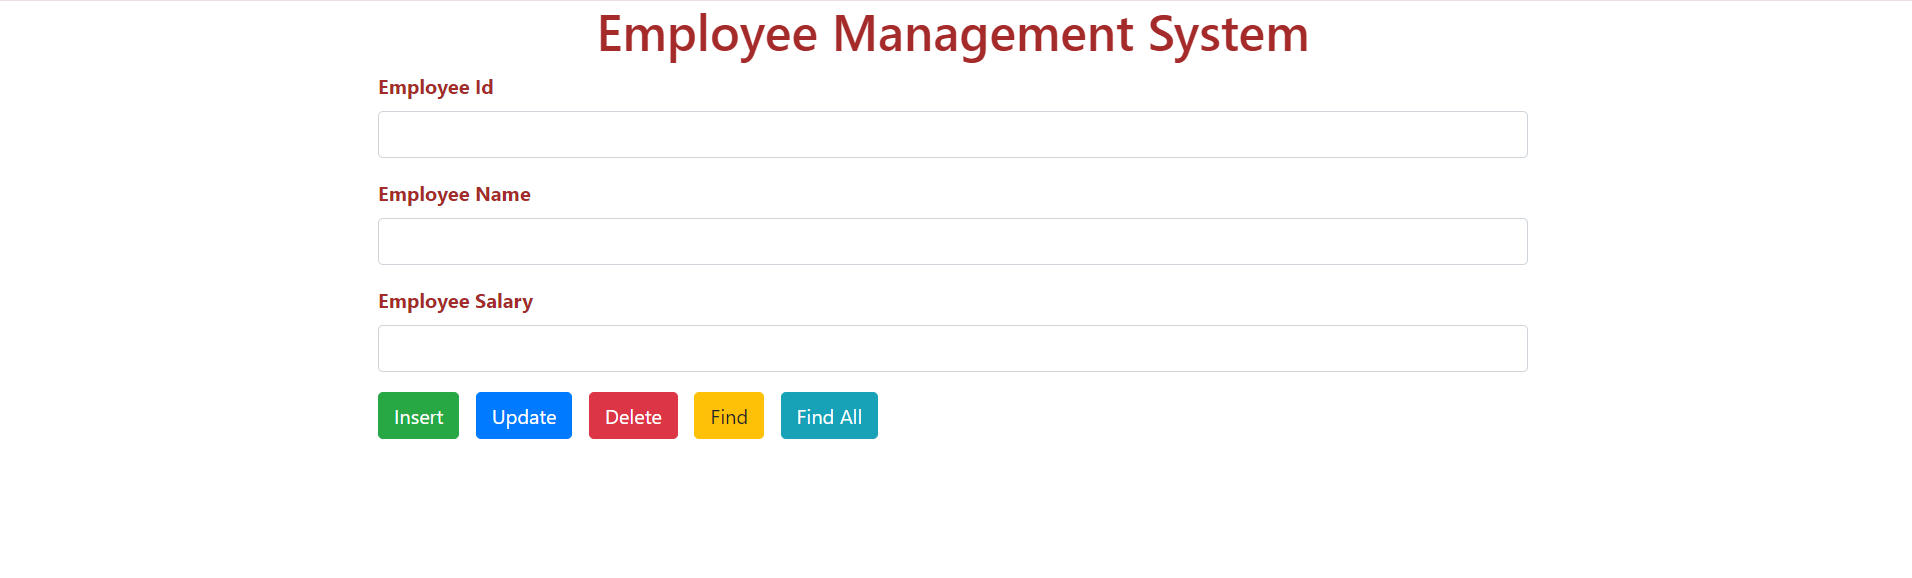 Employee Management System
Employee Id
Employee Name
Employee Salary
Insert Update Delete Find Find All